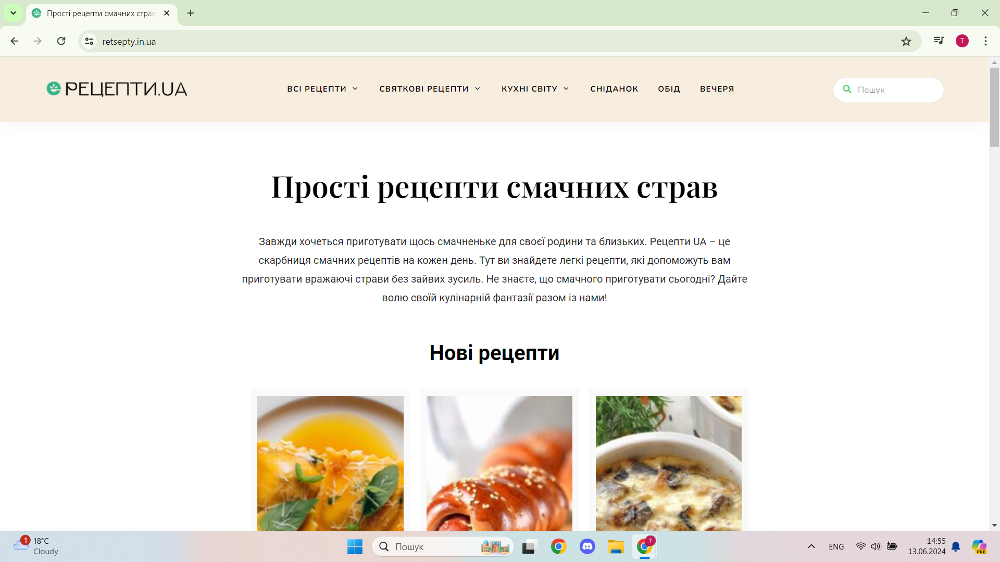 Прості рецепти смачних страв
retsepty.in.ua
T
РЕЦЕПТИ.UA
ВСІ РЕЦЕПТИ
СВЯТКОВІ РЕЦЕПТИ
КУХНІ СВІТУ
СНІДАНОК
ОБІД
ВЕЧЕРЯ
Пошук
Прості рецепти смачних страв
Завжди хочеться приготувати щось смачненьке для своєї родини та близьких. Рецепти UA – це
скарбниця смачних рецептів на кожен день. Тут ви знайдете легкі рецепти, які допоможуть вам
приготувати вражаючі страви без зайвих зусиль. Не знаєте, що смачного приготувати сьогодні? Дайте
волю своїй кулінарній фантазії разом із нами!
Нові рецепти
1
18°C
Cloudy
Пошук
T
ENG
14:55
13.06.2024
PRE